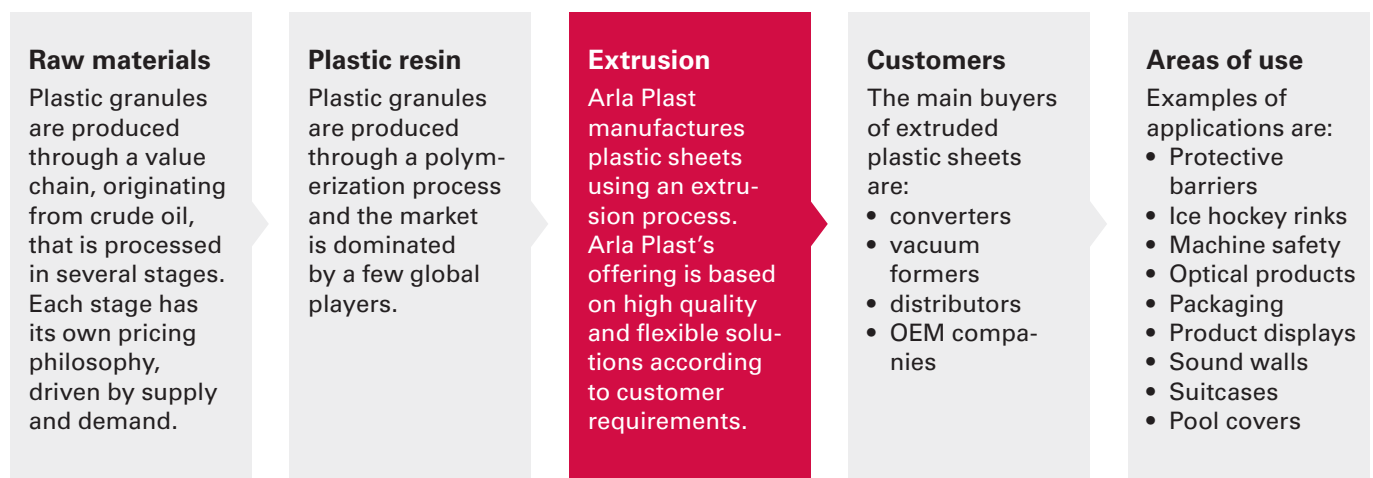 Raw materials
Plastic granules
are produced
through a value
chain, originating
from crude oil,
that is processed
in several stages.
Each stage has
its own pricing
philosophy,
driven by supply
and demand.
Plastic resin
Plastic granules
are produced
through a polym-
erization process
and the market
is dominated
by a few global
players.
Extrusion
Arla Plast
manufactures
plastic sheets
using an extru-
sion process.
Arla Plast’s
offering is based
on high quality
and flexible solu-
tions according
to customer
requirements.
Customers
The main buyers
of extruded
plastic sheets
are:
• converters
• vacuum
formers
• distributors
• OEM compa-
nies
Areas of use
Examples of
applications are:
• Protective
barriers
• Ice hockey rinks
• Machine safety
• Optical products
• Packaging
• Product displays
• Sound walls
• Suitcases
• Pool covers